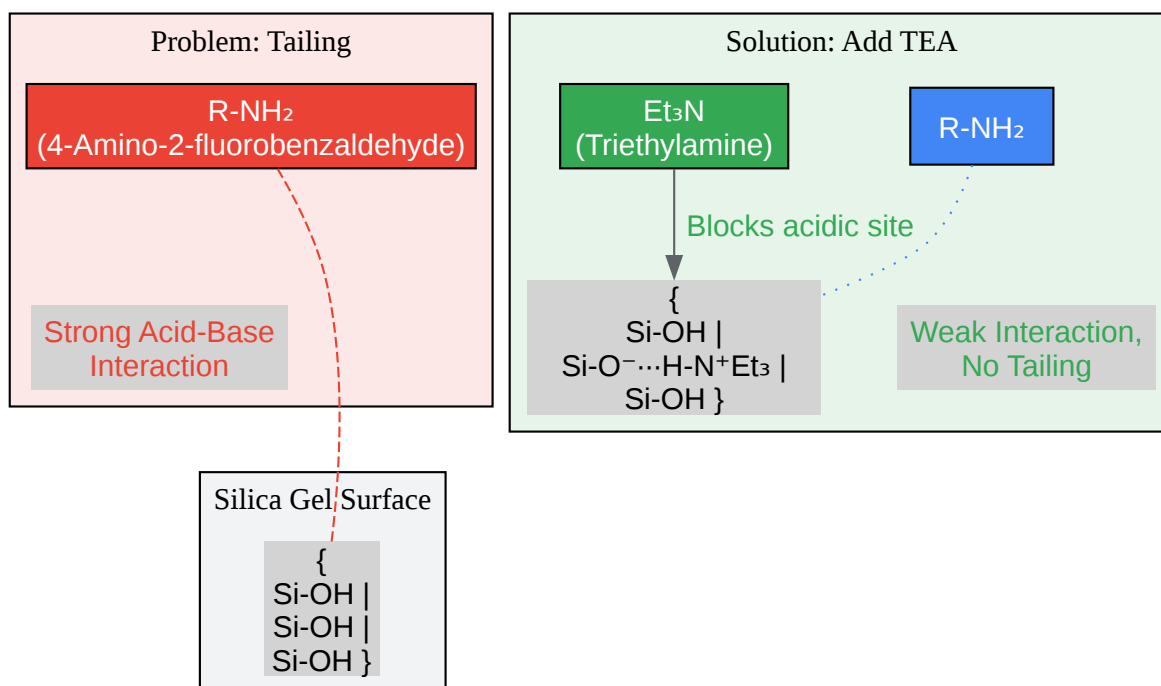 Problem: Tailing
R-NH₂
(4-Amino-2-fluorobenzaldehyde)
Strong Acid-Base
Interaction
Solution: Add TEA
Et₃N
(Triethylamine)
R-NH₂
Blocks acidic site
{
Si-OH |
Si-O⁻···H-N⁺Et₃ |
Si-OH }
Weak Interaction,
No Tailing
Silica Gel Surface
{
Si-OH |
Si-OH |
Si-OH }